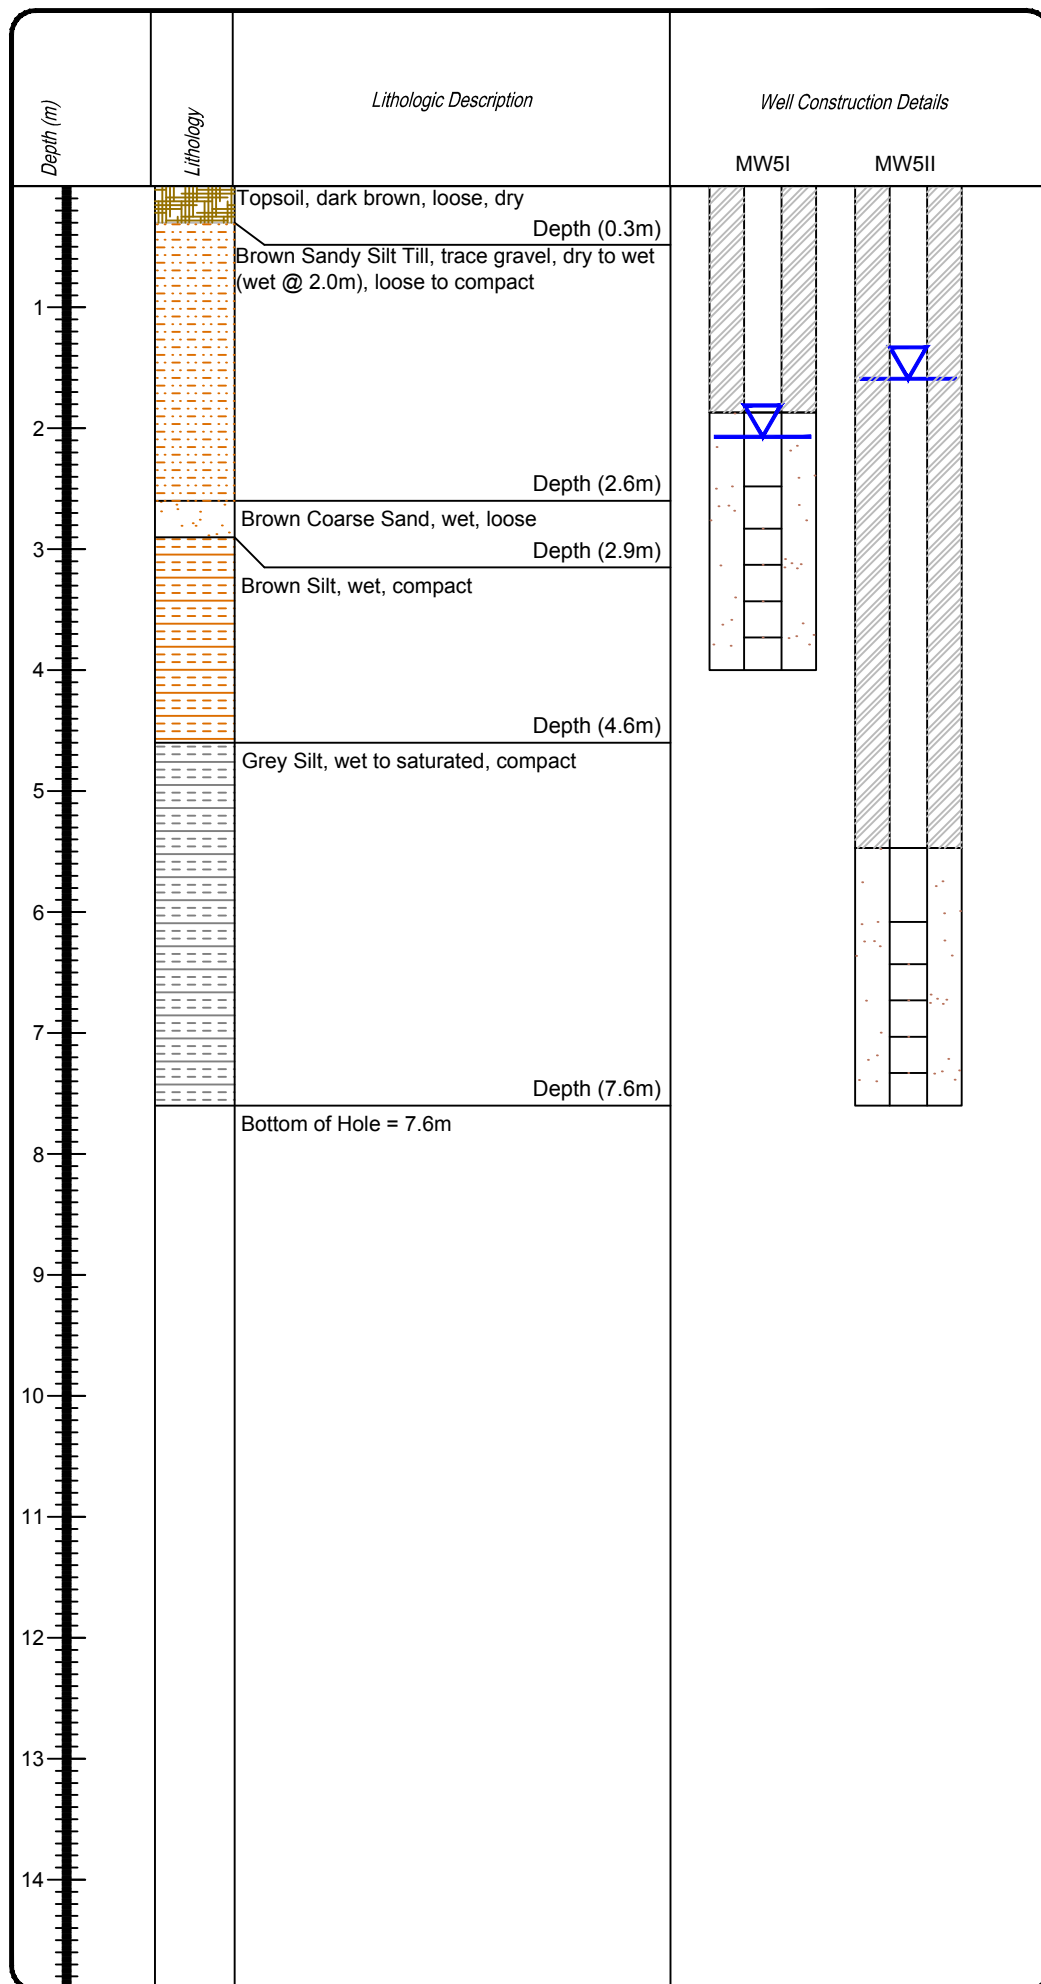 Depth (m)
Lithology
Lithologic Description
Well Construction Details
MW5I
MW5II
Topsoil, dark brown, loose, dry
Depth (0.3m)
Brown Sandy Silt Till, trace gravel, dry to wet
(wet @ 2.0m), loose to compact
1
2
Depth (2.6m)
Brown Coarse Sand, wet, loose
Depth (2.9m)
3
Brown Silt, wet, compact
4
Depth (4.6m)
Grey Silt, wet to saturated, compact
5
6
7
Depth (7.6m)
Bottom of Hole = 7.6m
8
9
10
11
12
13
14